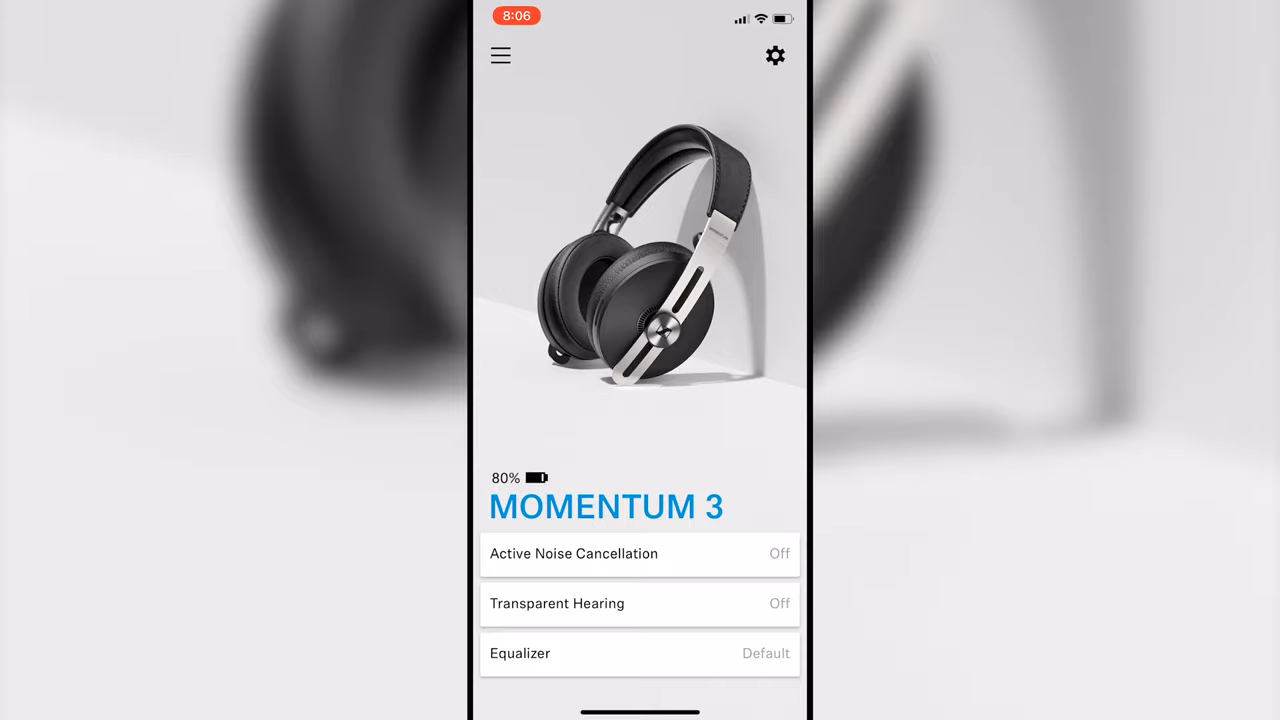 8:06
80%
MOMENTUM 3
Active Noise Cancellation Off
Transparent Hearing Off
Equalizer Default